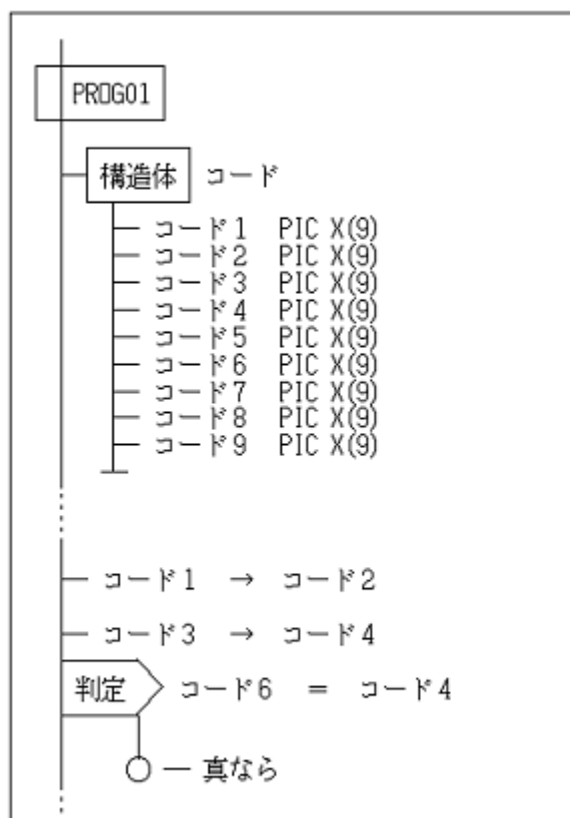 PROG01
構造体 コード
コード1 PIC X(9)
コード2 PIC X(9)
コード3 PIC X(9)
コード4 PIC X(9)
コード5 PIC X(9)
コード6 PIC X(9)
コード7 PIC X(9)
コード8 PIC X(9)
コード9 PIC X(9)
コード1 → コード2
コード3 → コード4
判定 コード6 = コード4
真なら